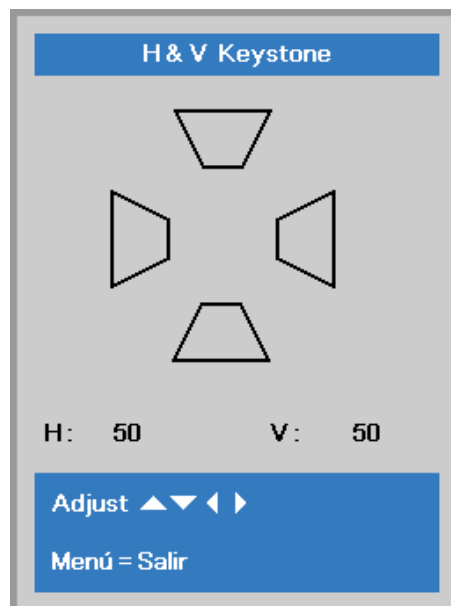 H & V Keystone
H: 50 V: 50
Adjust ▲▼◀▶
Menú = Salir